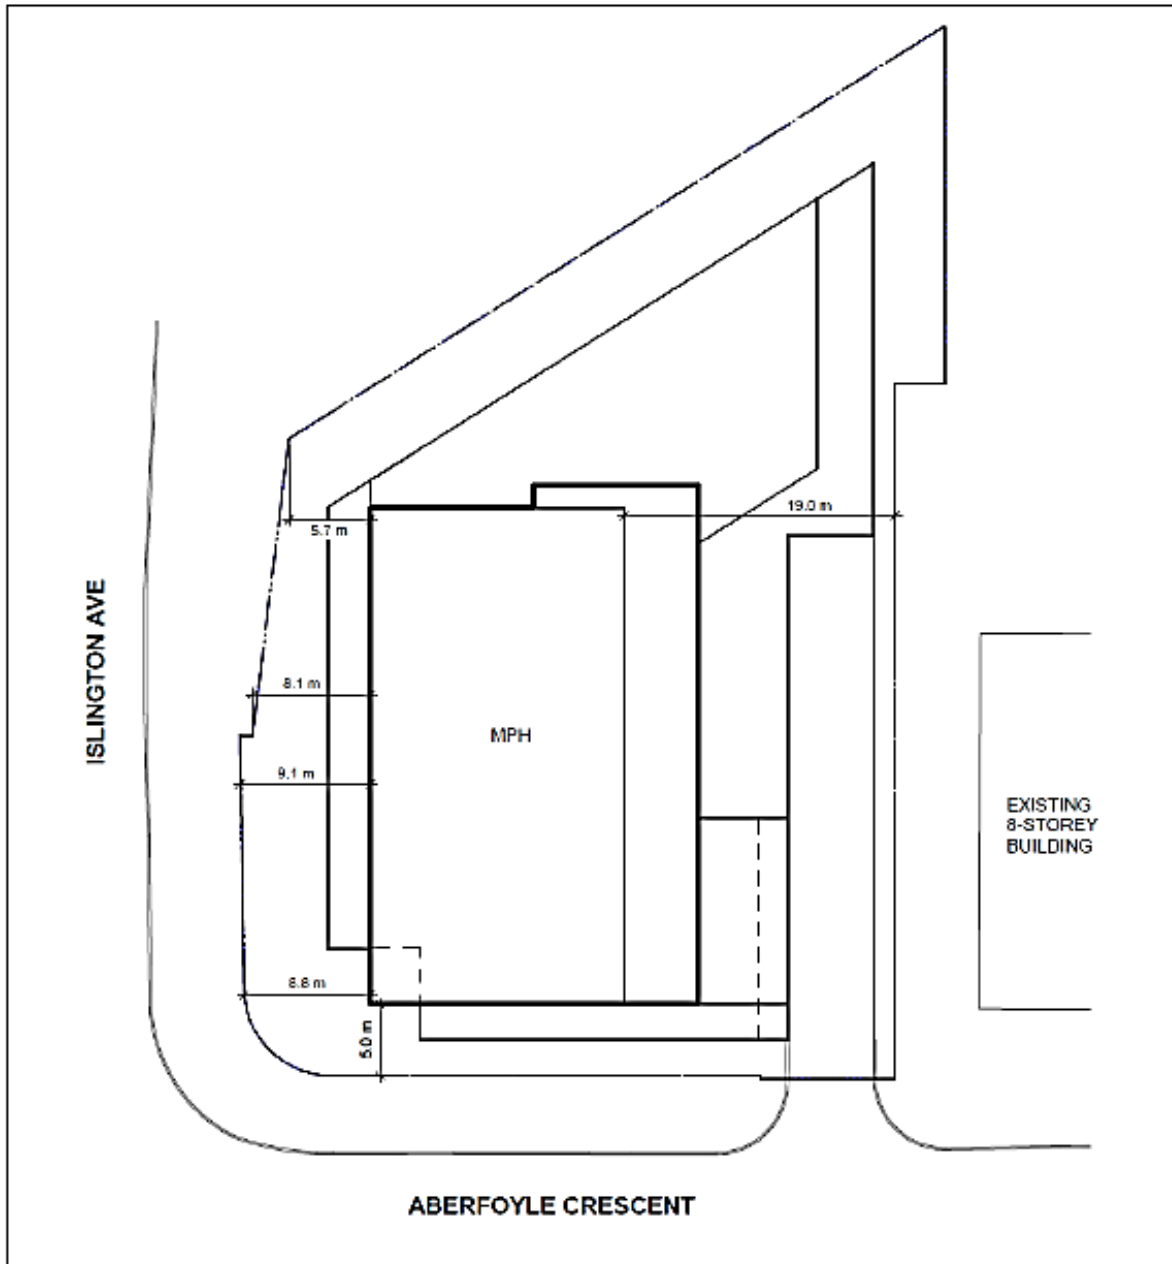 19.0 m
5.7 m
ISLINGTON AVE
8.1 m
MPH
9.1 m
EXISTING
8-STOREY
BUILDING
8.8 m
5.0 m
ABERFOYLE CRESCENT